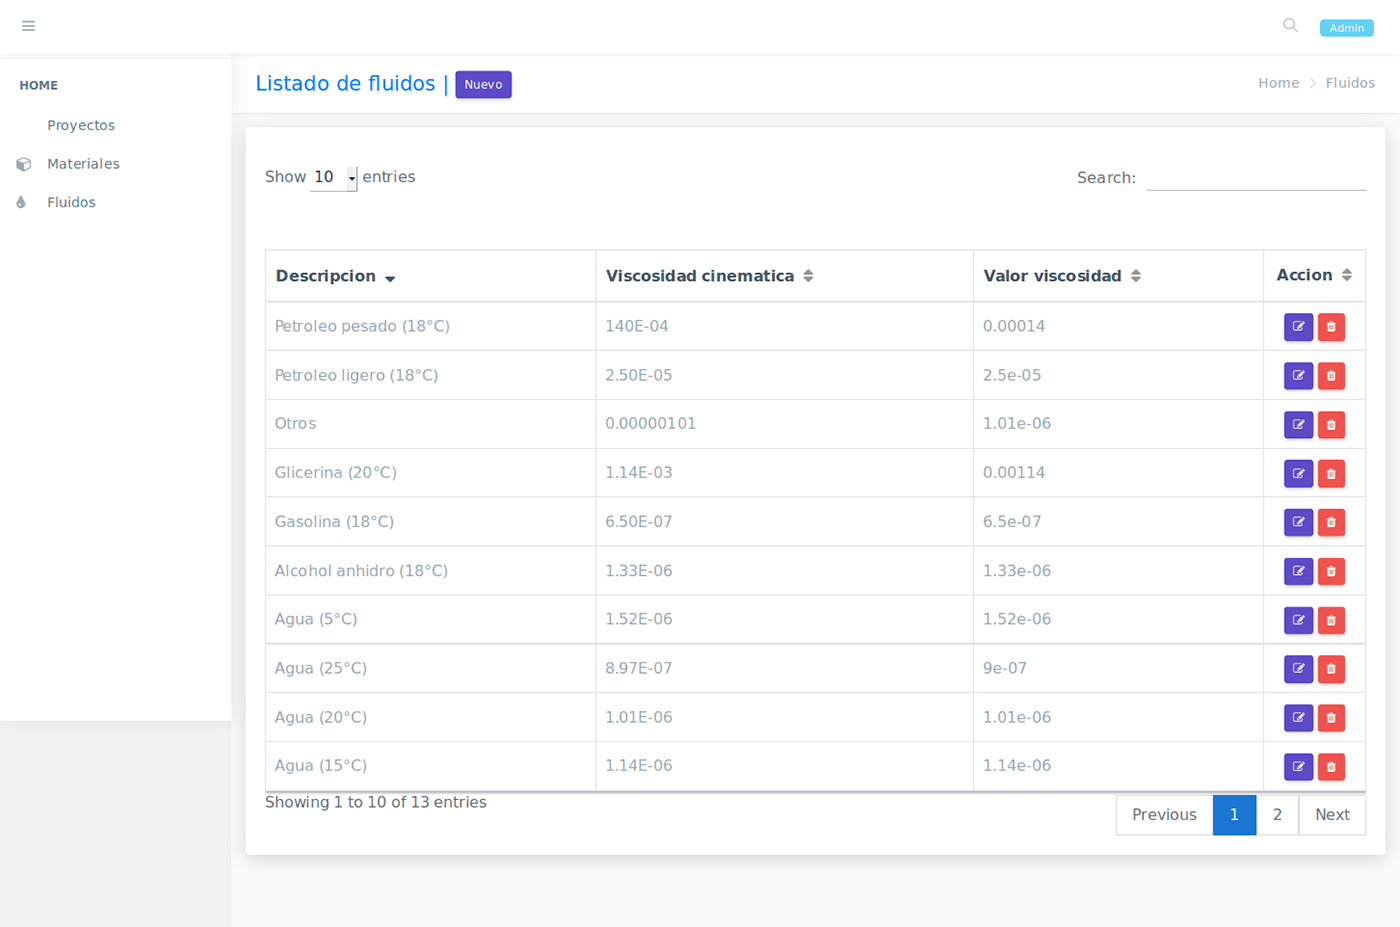 Admin
HOME
Proyectos
Materiales
Fluidos
Listado de fluidos | Nuevo
Home > Fluidos
Show 10 entries
Search:
Descripcion Viscosidad cinematica Valor viscosidad Accion
Petroleo pesado (18°C) 140E-04 0.00014
Petroleo ligero (18°C) 2.50E-05 2.5e-05
Otros 0.00000101 1.01e-06
Glicerina (20°C) 1.14E-03 0.00114
Gasolina (18°C) 6.50E-07 6.5e-07
Alcohol anhidro (18°C) 1.33E-06 1.33e-06
Agua (5°C) 1.52E-06 1.52e-06
Agua (25°C) 8.97E-07 9e-07
Agua (20°C) 1.01E-06 1.01e-06
Agua (15°C) 1.14E-06 1.14e-06
Showing 1 to 10 of 13 entries
Previous 1 2 Next